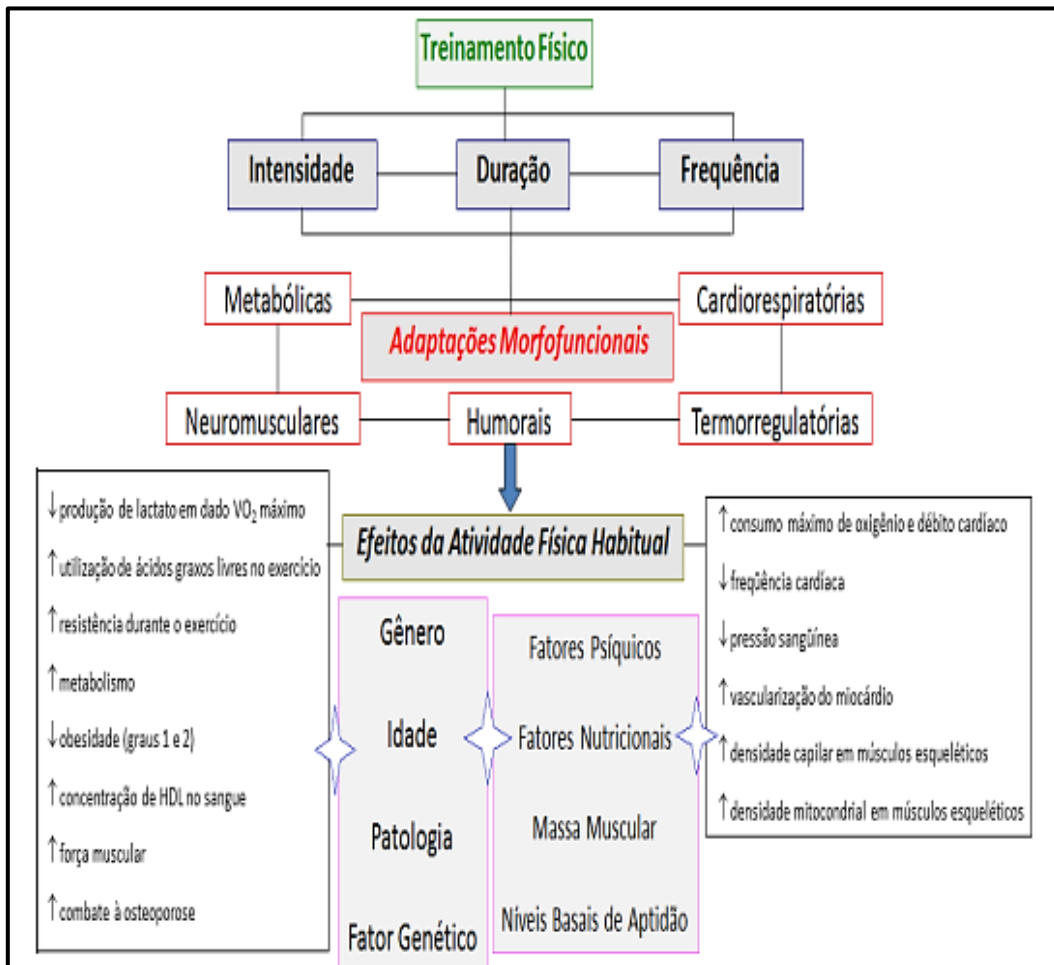 Treinamento Físico
Intensidade
Duração
Frequência
Metabólicas
Cardiorespiratórias
Adaptações Morfofuncionais
Neuromusculares
Humorais
Termorregulatórias
Efeitos da Atividade Física Habitual
↓ produção de lactato em dado VO₂ máximo
↑ utilização de ácidos graxos livres no exercício
↑ resistência durante o exercício
↑ metabolismo
↓ obesidade (graus 1 e 2)
↑ concentração de HDL no sangue
↑ força muscular
↑ combate à osteoporose
Gênero
Idade
Patologia
Fator Genético
Fatores Psíquicos
Fatores Nutricionais
Massa Muscular
Níveis Basais de Aptidão
↑ consumo máximo de oxigênio e débito cardíaco
↓ freqüência cardíaca
↓ pressão sangüínea
↑ vascularização do miocárdio
↑ densidade capilar em músculos esqueléticos
↑ densidade mitocondrial em músculos esqueléticos